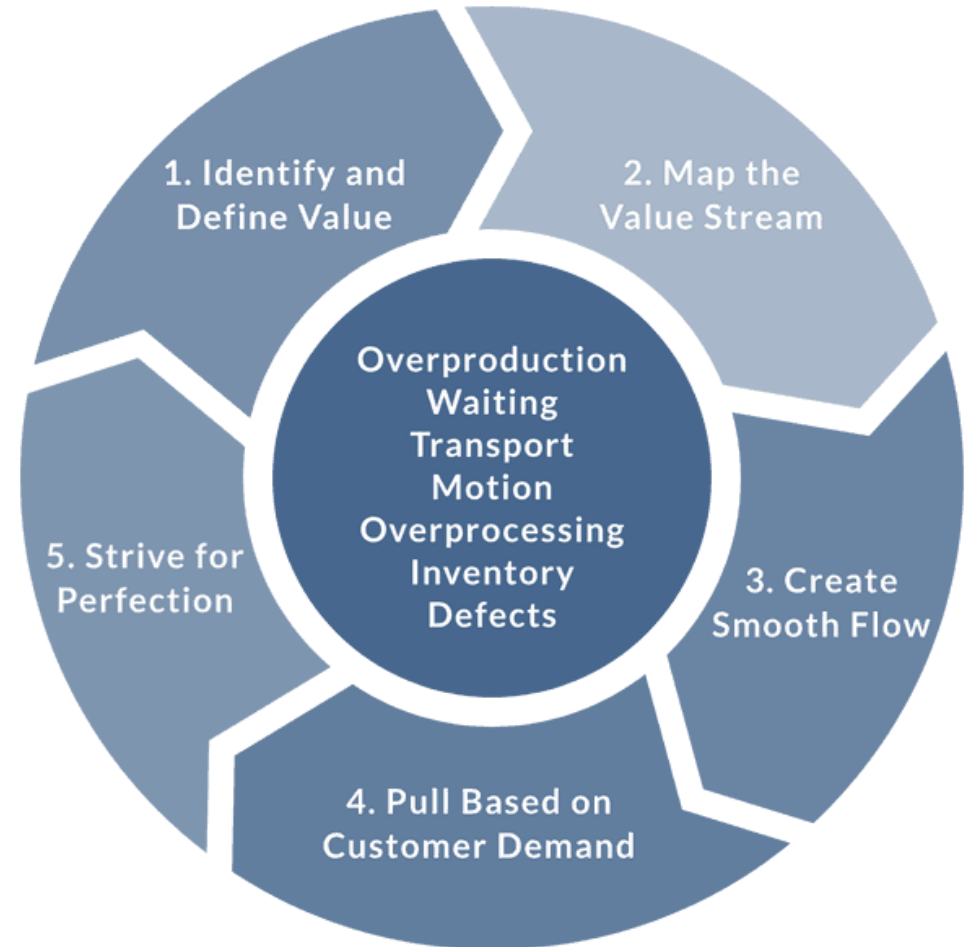 1. Identify and
Define Value
2. Map the
Value Stream
3. Create
Smooth Flow
4. Pull Based on
Customer Demand
5. Strive for
Perfection
Overproduction
Waiting
Transport
Motion
Overprocessing
Inventory
Defects